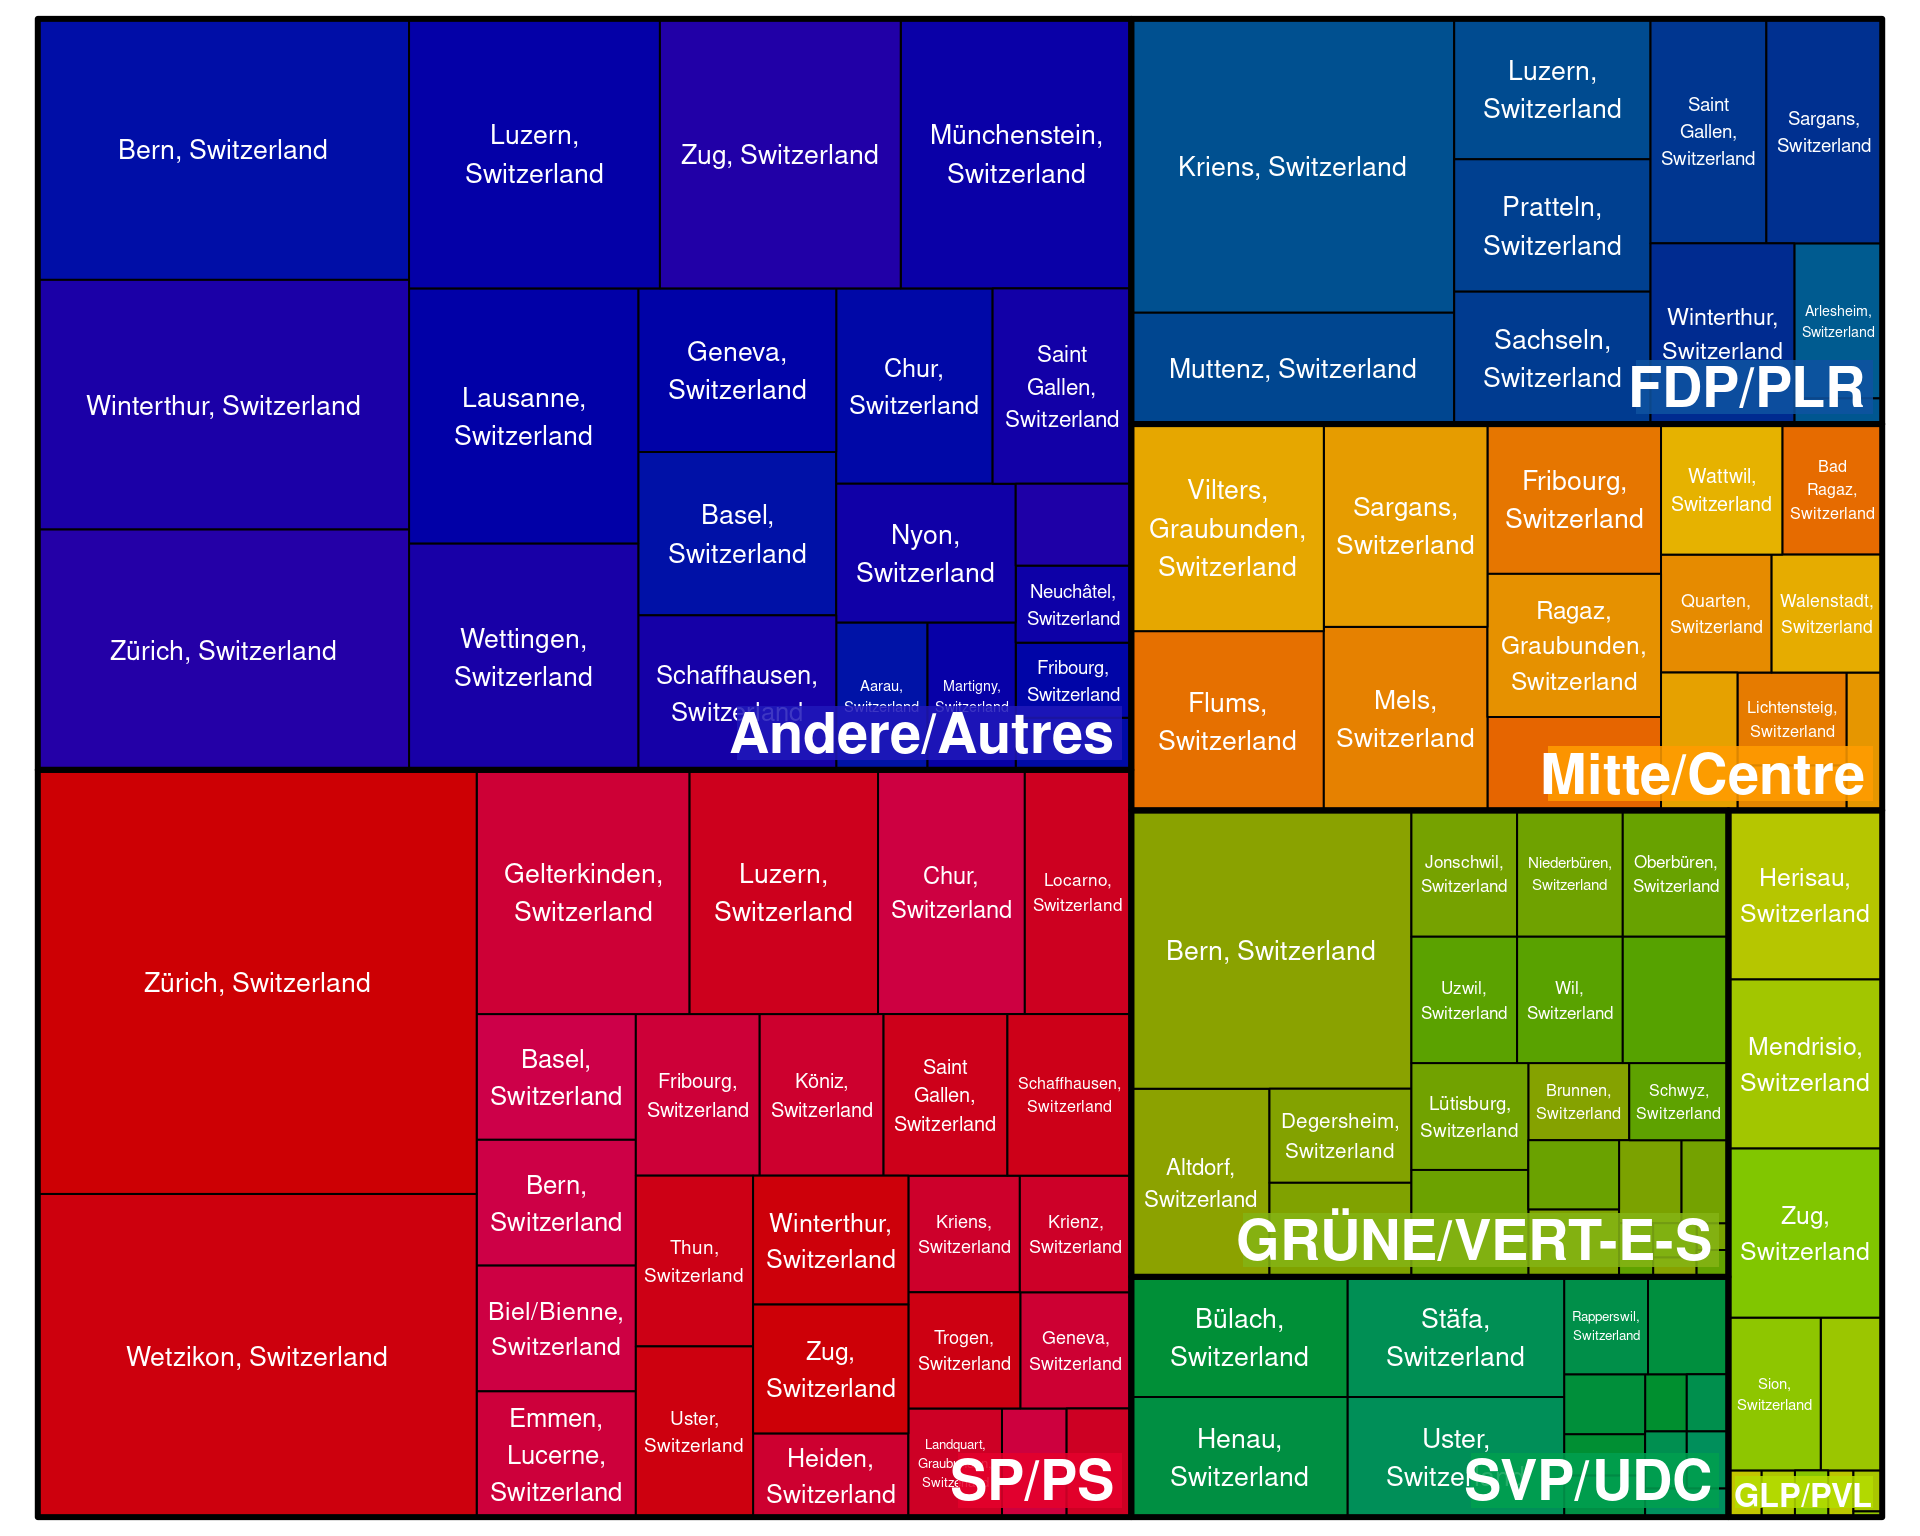 Bern, Switzerland
Winterthur, Switzerland
Zürich, Switzerland
Luzern,
Switzerland
Zug, Switzerland
Münchenstein,
Switzerland
Lausanne,
Switzerland
Wettingen,
Switzerland
Geneva,
Switzerland
Basel,
Switzerland
Schaffhausen,
Switzerland
Chur,
Switzerland
Saint
Gallen,
Switzerland
Nyon,
Switzerland
Neuchâtel,
Switzerland
Fribourg,
Switzerland
Aarau,
Switzerland
Martigny,
Switzerland
Andere/Autres
Kriens, Switzerland
Muttenz, Switzerland
Luzern,
Switzerland
Pratteln,
Switzerland
Sachseln,
Switzerland
Saint
Gallen,
Switzerland
Sargans,
Switzerland
Winterthur,
Switzerland
Arlesheim,
Switzerland
FDP/PLR
Vilters,
Graubunden,
Switzerland
Flums,
Switzerland
Sargans,
Switzerland
Mels,
Switzerland
Fribourg,
Switzerland
Ragaz,
Graubunden,
Switzerland
Wattwil,
Switzerland
Bad
Ragaz,
Switzerland
Quarten,
Switzerland
Walenstadt,
Switzerland
Lichtensteig,
Switzerland
Mitte/Centre
Zürich, Switzerland
Wetzikon, Switzerland
Gelterkinden,
Switzerland
Luzern,
Switzerland
Chur,
Switzerland
Locarno,
Switzerland
Basel,
Switzerland
Bern,
Switzerland
Biel/Bienne,
Switzerland
Emmen,
Lucerne,
Switzerland
Fribourg,
Switzerland
Köniz,
Switzerland
Saint
Gallen,
Switzerland
Schaffhausen,
Switzerland
Thun,
Switzerland
Uster,
Switzerland
Winterthur,
Switzerland
Zug,
Switzerland
Heiden,
Switzerland
Kriens,
Switzerland
Krienz,
Switzerland
Trogen,
Switzerland
Geneva,
Switzerland
Landquart,
SP/PS
Bern, Switzerland
Altdorf,
Switzerland
Degersheim,
Switzerland
Jonschwil,
Switzerland
Niederbüren,
Switzerland
Oberbüren,
Switzerland
Uzwil,
Switzerland
Wil,
Switzerland
Lütisburg,
Switzerland
Brunnen,
Switzerland
Schwyz,
Switzerland
GRÜNE/VERT-E-S
Bülach,
Switzerland
Henau,
Switzerland
Stäfa,
Switzerland
Uster,
Switzerland
Rapperswil,
Switzerland
SVP/UDC
Herisau,
Switzerland
Mendrisio,
Switzerland
Zug,
Switzerland
Sion,
Switzerland
GLP/PVL